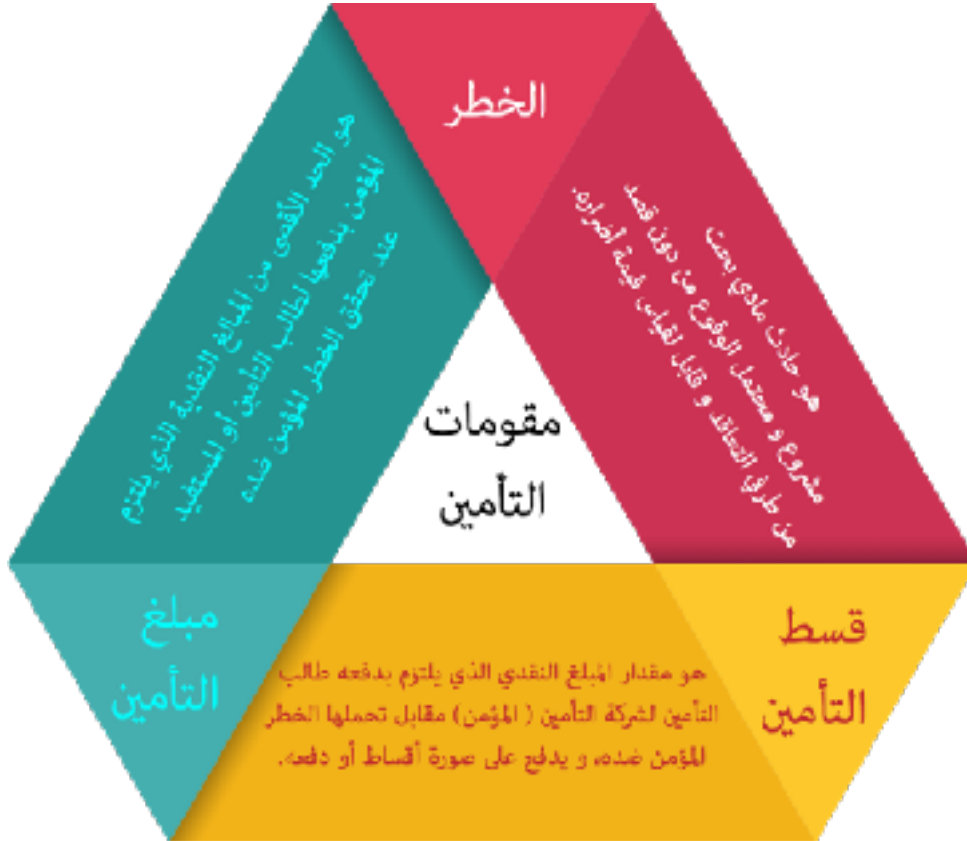 الخطر
هو حادث مادي بحت
مشروع و محتمل الوقوع من دون قصد
من طرفي التعاقد و قابل لقياس قيمة أضراره.
مقومات
التأمين
قسط
التأمين
هو مقدار المبلغ النقدي الذي يلتزم بدفعه طالب
التأمين لشركة التأمين ( المؤمن) مقابل تحملها الخطر
المؤمن ضده، و يدفع على صورة أقساط أو دفعه.
مبلغ
التأمين
هو الحد الأقصى من المبالغ النقدية الذي يلتزم
المؤمن بدفعها لطالب التأمين أو المستفيد
عند تحقق الخطر المؤمن ضده